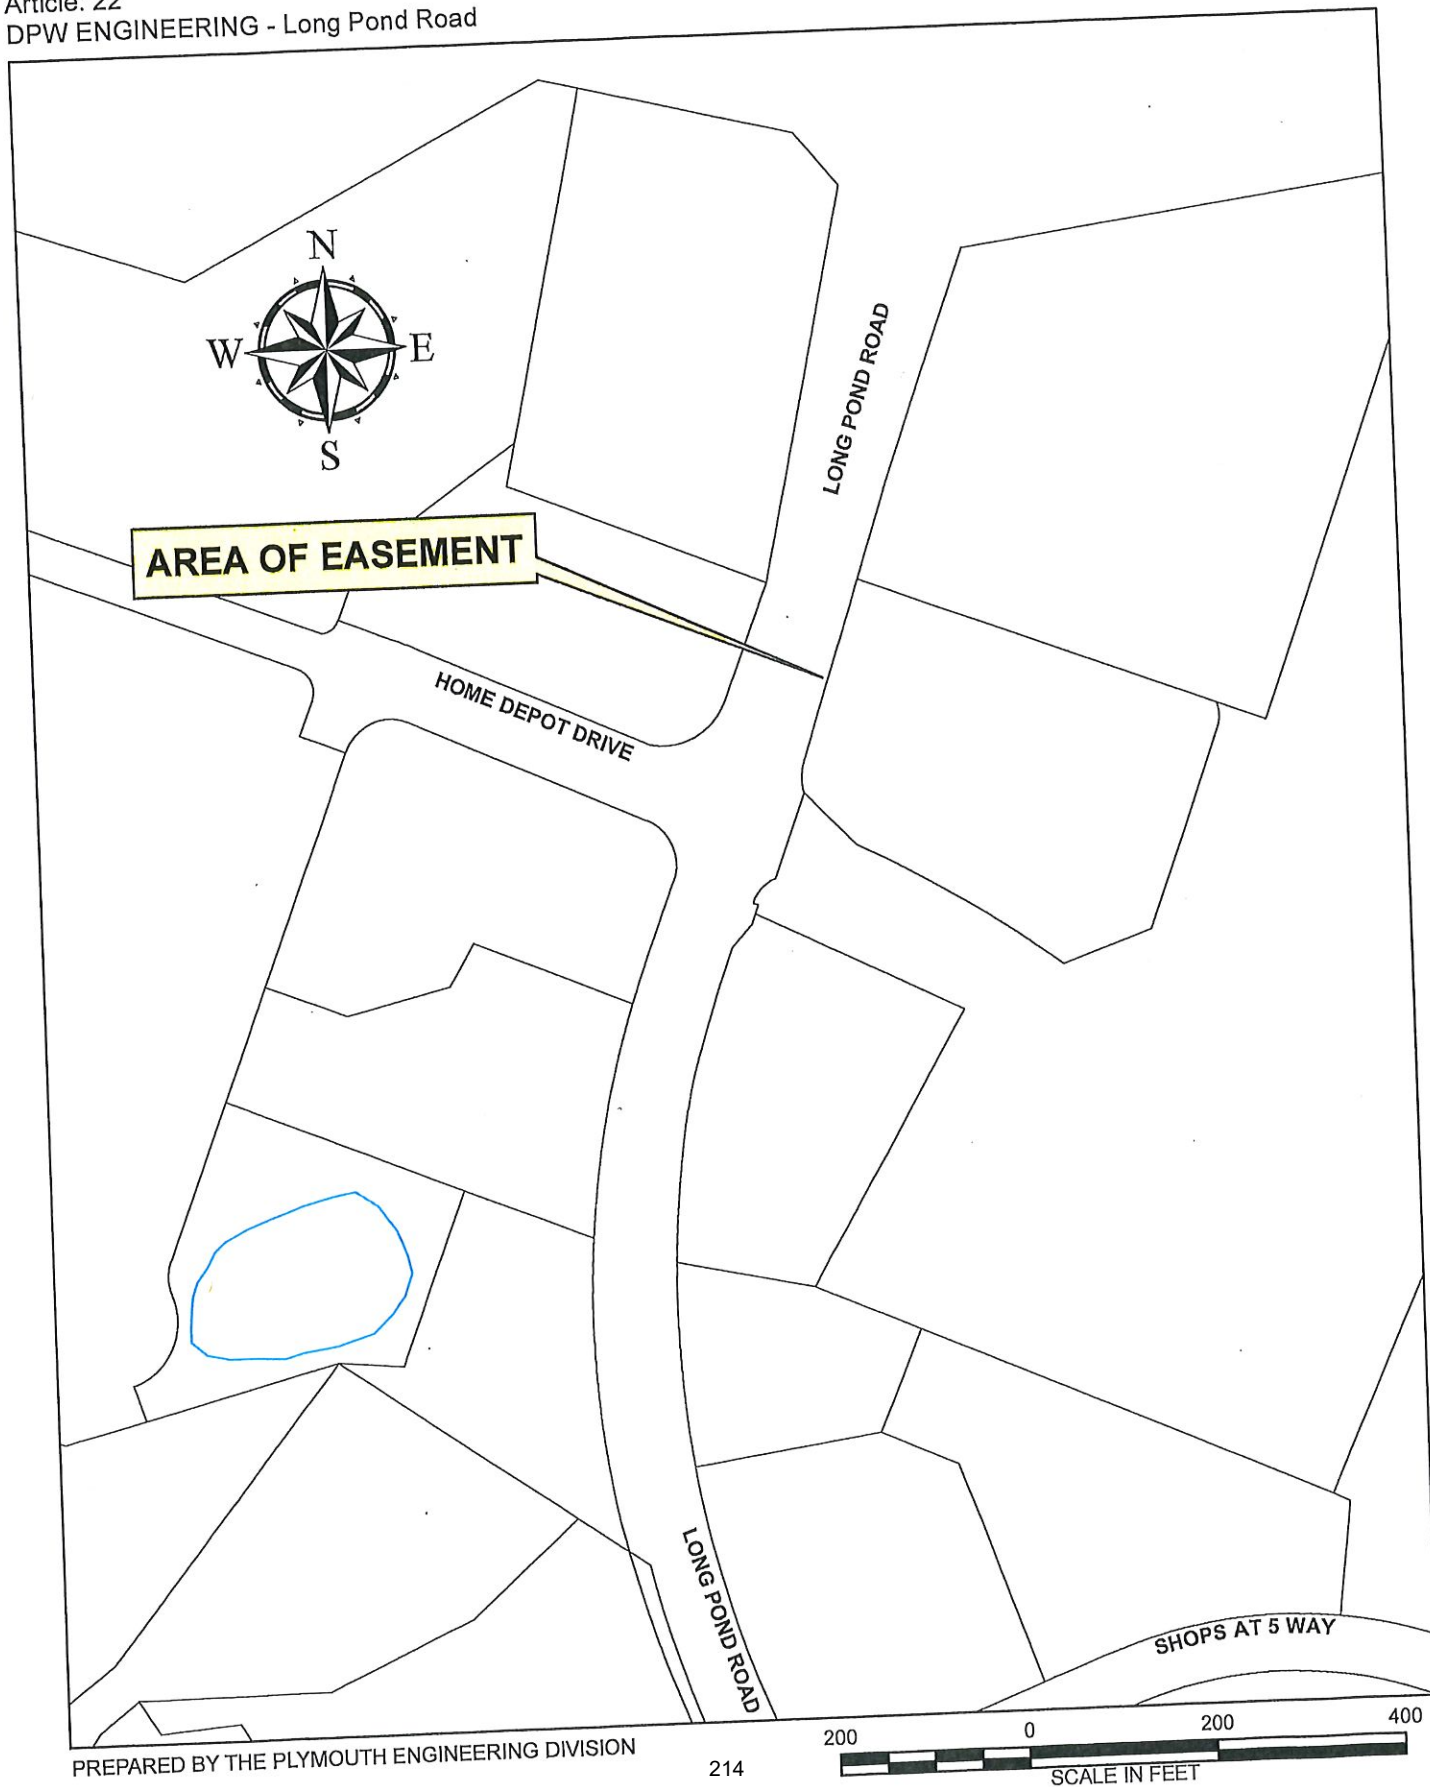 Article: 22
DPW ENGINEERING - Long Pond Road
N
W E
S
LONG POND ROAD
AREA OF EASEMENT
HOME DEPOT DRIVE
LONG POND ROAD
SHOPS AT 5 WAY
200 0 200 400
SCALE IN FEET
PREPARED BY THE PLYMOUTH ENGINEERING DIVISION
214